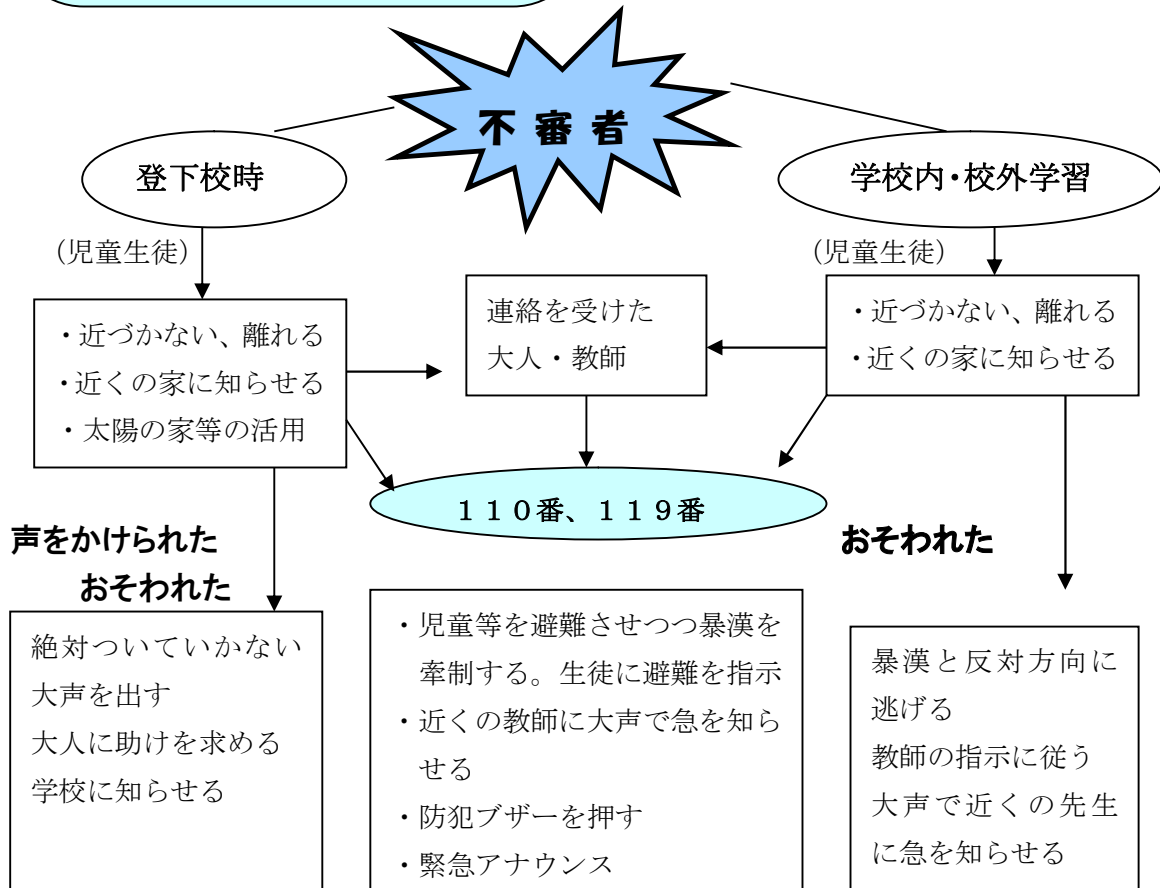 不審者
登下校時
学校内・校外学習
(児童生徒)
(児童生徒)
・近づかない、離れる
・近くの家に知らせる
・太陽の家等の活用
連絡を受けた
大人・教師
・近づかない、離れる
・近くの家に知らせる
110番、119番
声をかけられた
おそわれた
おそわれた
絶対ついていかない
大声を出す
大人に助けを求める
学校に知らせる
・児童等を避難させつつ暴漢を
牽制する。生徒に避難を指示
・近くの教師に大声で急を知ら
せる
・防犯ブザーを押す
・緊急アナウンス
暴漢と反対方向に
逃げる
教師の指示に従う
大声で近くの先生
に急を知らせる